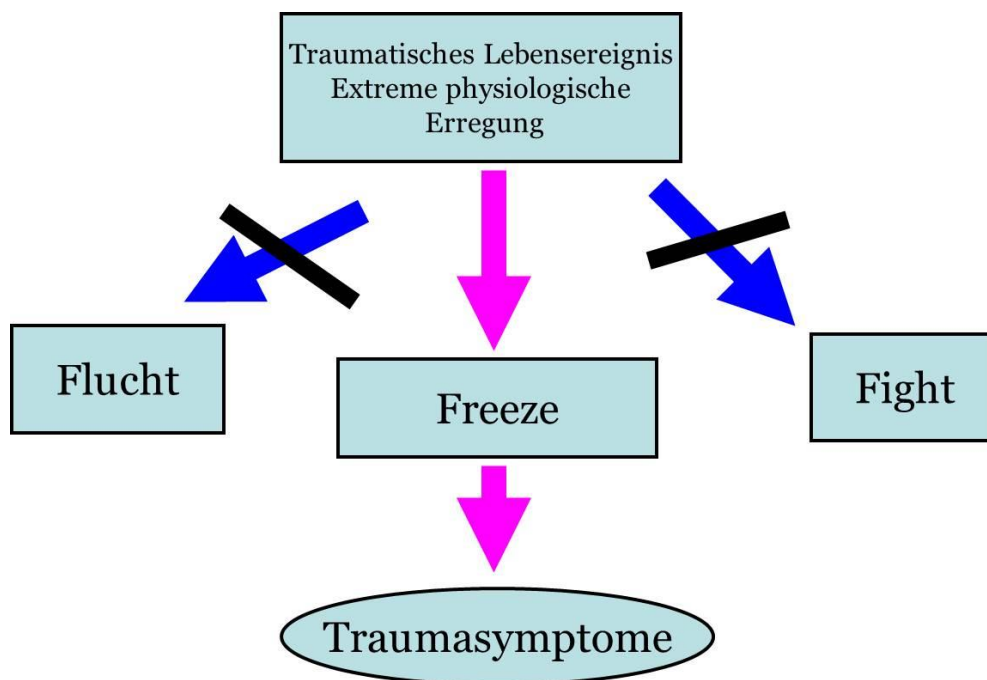 Traumatisches Lebensereignis
Extreme physiologische
Erregung
Flucht
Freeze
Fight
Traumasymptome